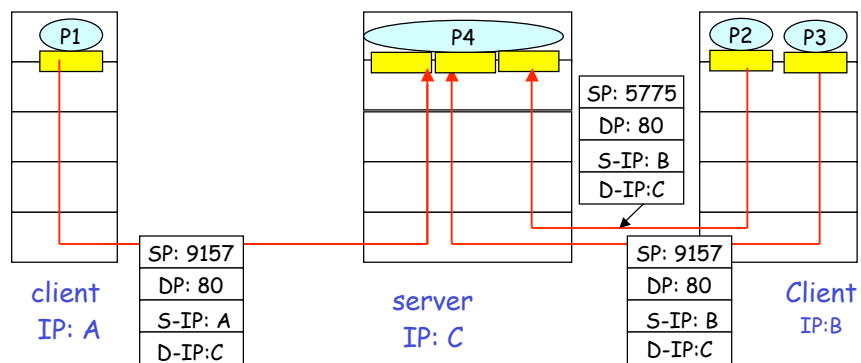 P1
P4
P2
P3
SP: 5775
DP: 80
S-IP: B
D-IP:C
SP: 9157
DP: 80
S-IP: A
D-IP:C
SP: 9157
DP: 80
S-IP: B
D-IP:C
client
IP: A
server
IP: C
Client
IP:B